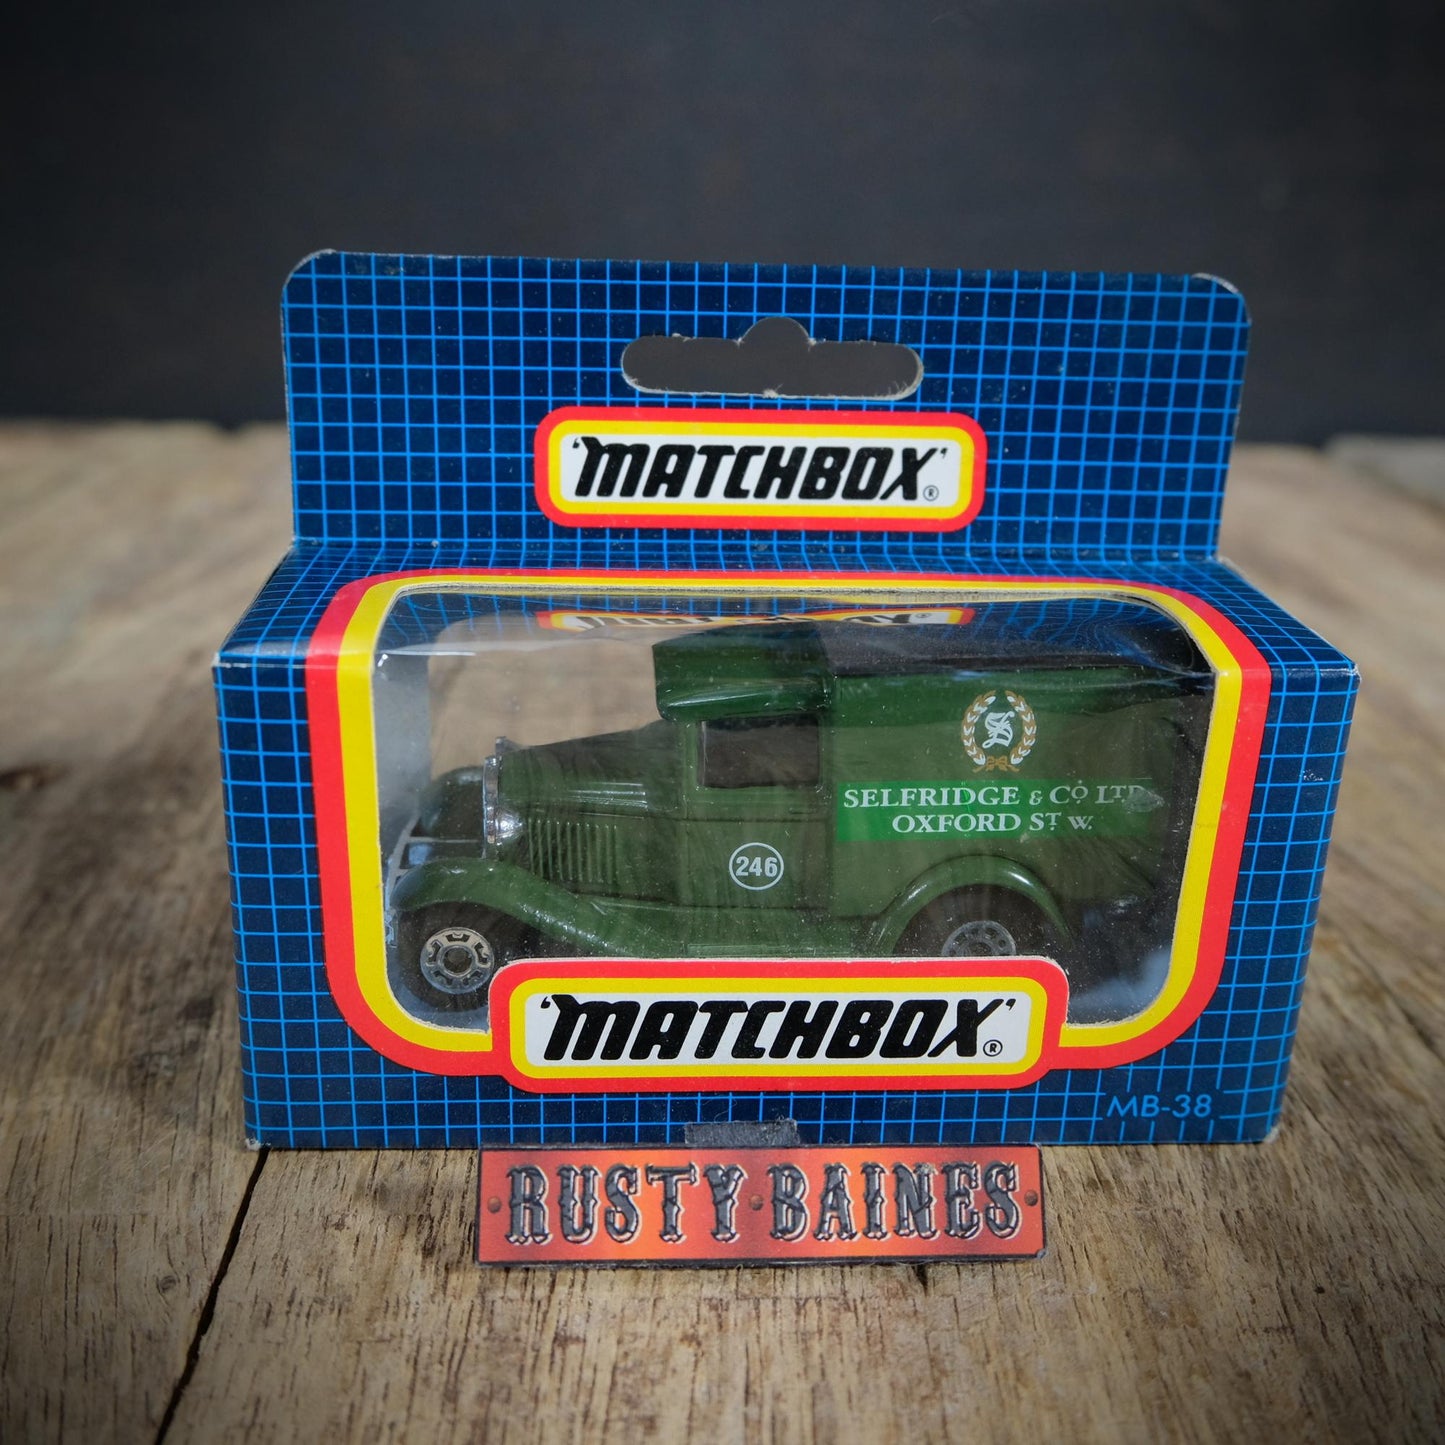 'MATCHBOX'®
S
SELFRIDGE & Co LTD
OXFORD ST W.
246
'MATCHBOX'®
MB-38
RUSTY BAINES